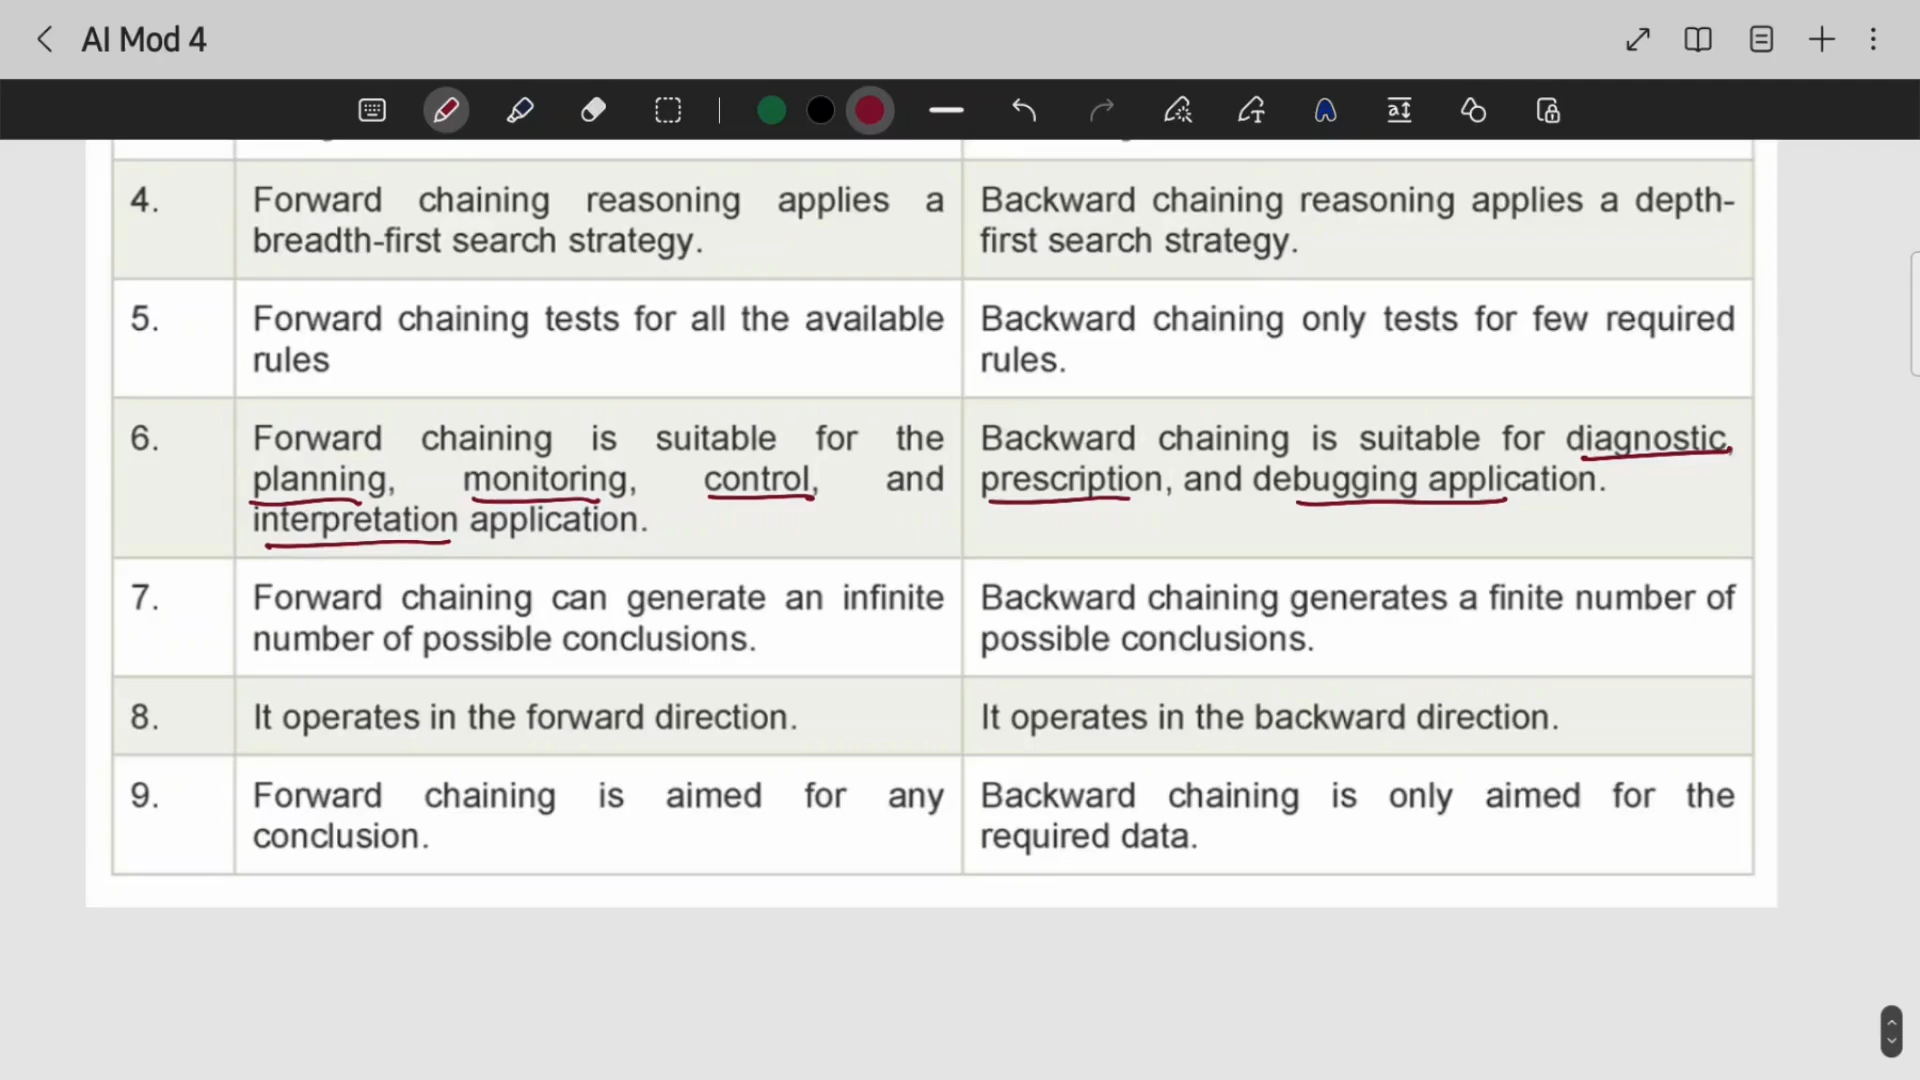 AI Mod 4
4. Forward chaining reasoning applies a Backward chaining reasoning applies a depth-
breadth-first search strategy. first search strategy.
5. Forward chaining tests for all the available Backward chaining only tests for few required
rules rules.
6. Forward chaining is suitable for the Backward chaining is suitable for diagnostic,
planning, monitoring, control, and prescription, and debugging application.
interpretation application.
7. Forward chaining can generate an infinite Backward chaining generates a finite number of
number of possible conclusions. possible conclusions.
8. It operates in the forward direction. It operates in the backward direction.
9. Forward chaining is aimed for any Backward chaining is only aimed for the
conclusion. required data.